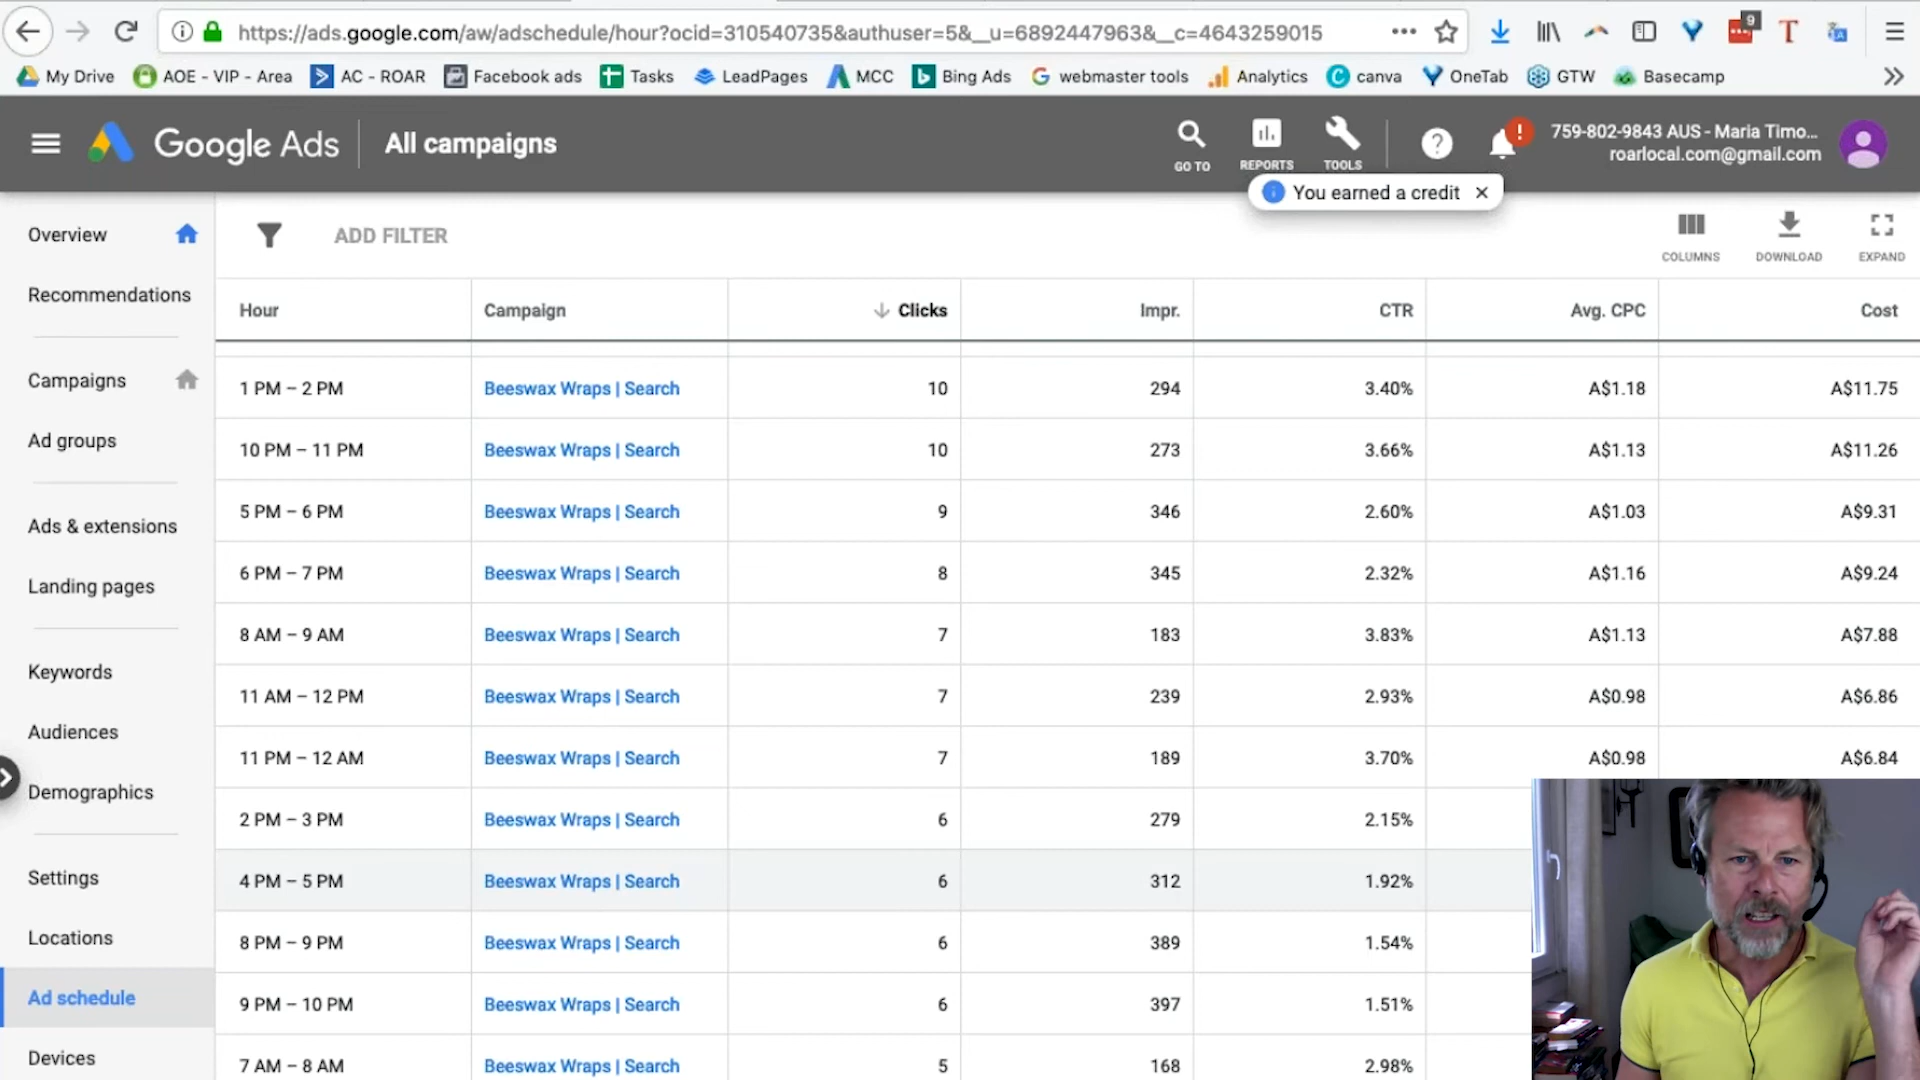 https://ads.google.com/aw/adschedule/hour?ocid=310540735&authuser=5&__u=6892447963&__c=4643259015
9
T
My Drive
AOE - VIP - Area
AC - ROAR
Facebook ads
Tasks
LeadPages
MCC
Bing Ads
webmaster tools
Analytics
canva
OneTab
GTW
Basecamp
Google Ads
All campaigns
GO TO
REPORTS
TOOLS
759-802-9843 AUS - Maria Timo...
roarlocal.com@gmail.com
You earned a credit
Overview
Recommendations
Campaigns
Ad groups
Ads & extensions
Landing pages
Keywords
Audiences
Demographics
Settings
Locations
Ad schedule
Devices
ADD FILTER
COLUMNS
DOWNLOAD
EXPAND
Hour Campaign Clicks Impr. CTR Avg. CPC Cost
1 PM – 2 PM Beeswax Wraps | Search 10 294 3.40% A$1.18 A$11.75
10 PM – 11 PM Beeswax Wraps | Search 10 273 3.66% A$1.13 A$11.26
5 PM – 6 PM Beeswax Wraps | Search 9 346 2.60% A$1.03 A$9.31
6 PM – 7 PM Beeswax Wraps | Search 8 345 2.32% A$1.16 A$9.24
8 AM – 9 AM Beeswax Wraps | Search 7 183 3.83% A$1.13 A$7.88
11 AM – 12 PM Beeswax Wraps | Search 7 239 2.93% A$0.98 A$6.86
11 PM – 12 AM Beeswax Wraps | Search 7 189 3.70% A$0.98 A$6.84
2 PM – 3 PM Beeswax Wraps | Search 6 279 2.15%
4 PM – 5 PM Beeswax Wraps | Search 6 312 1.92%
8 PM – 9 PM Beeswax Wraps | Search 6 389 1.54%
9 PM – 10 PM Beeswax Wraps | Search 6 397 1.51%
7 AM – 8 AM Beeswax Wraps | Search 5 168 2.98%